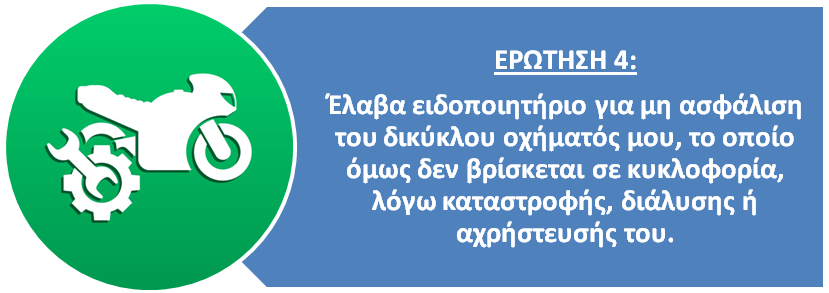 ΕΡΩΤΗΣΗ 4:
Έλαβα ειδοποιητήριο για μη ασφάλιση
του δικύκλου οχήματός μου, το οποίο
όμως δεν βρίσκεται σε κυκλοφορία,
λόγω καταστροφής, διάλυσης ή
αχρήστευσής του.